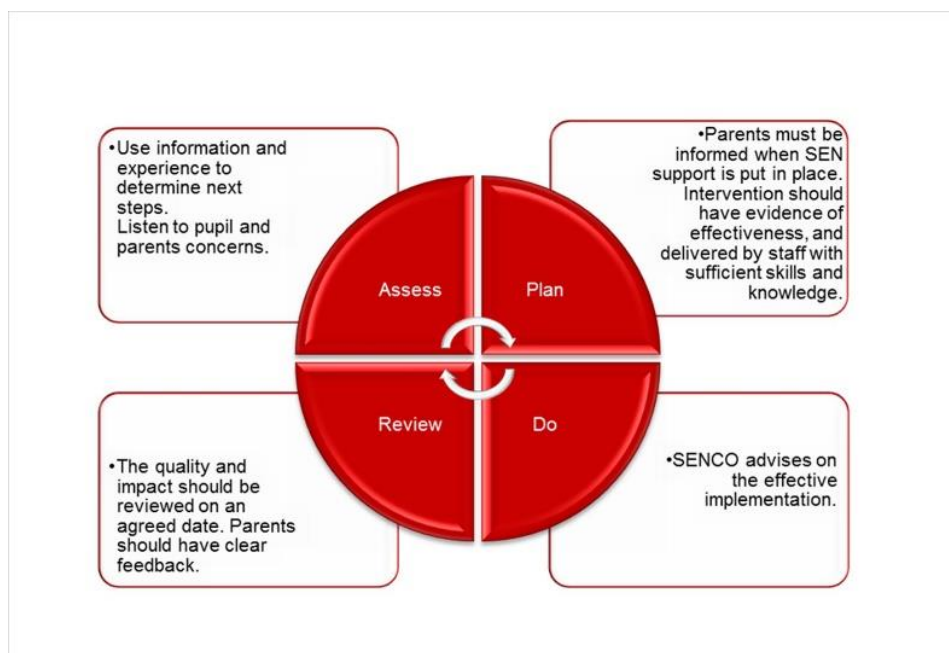 •Use information and
experience to
determine next
steps.
Listen to pupil and
parents concerns.
•Parents must be
informed when SEN
support is put in place.
Intervention should
have evidence of
effectiveness, and
delivered by staff with
sufficient skills and
knowledge.
Assess
Plan
Review
Do
•The quality and
impact should be
reviewed on an
agreed date. Parents
should have clear
feedback.
•SENCO advises on
the effective
implementation.